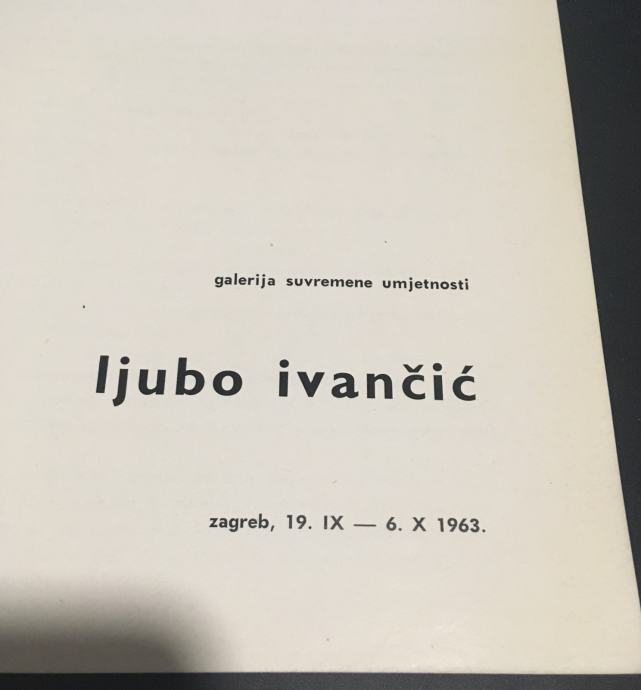 galerija suvremene umjetnosti
ljubo ivančić
zagreb, 19. IX — 6. X 1963.